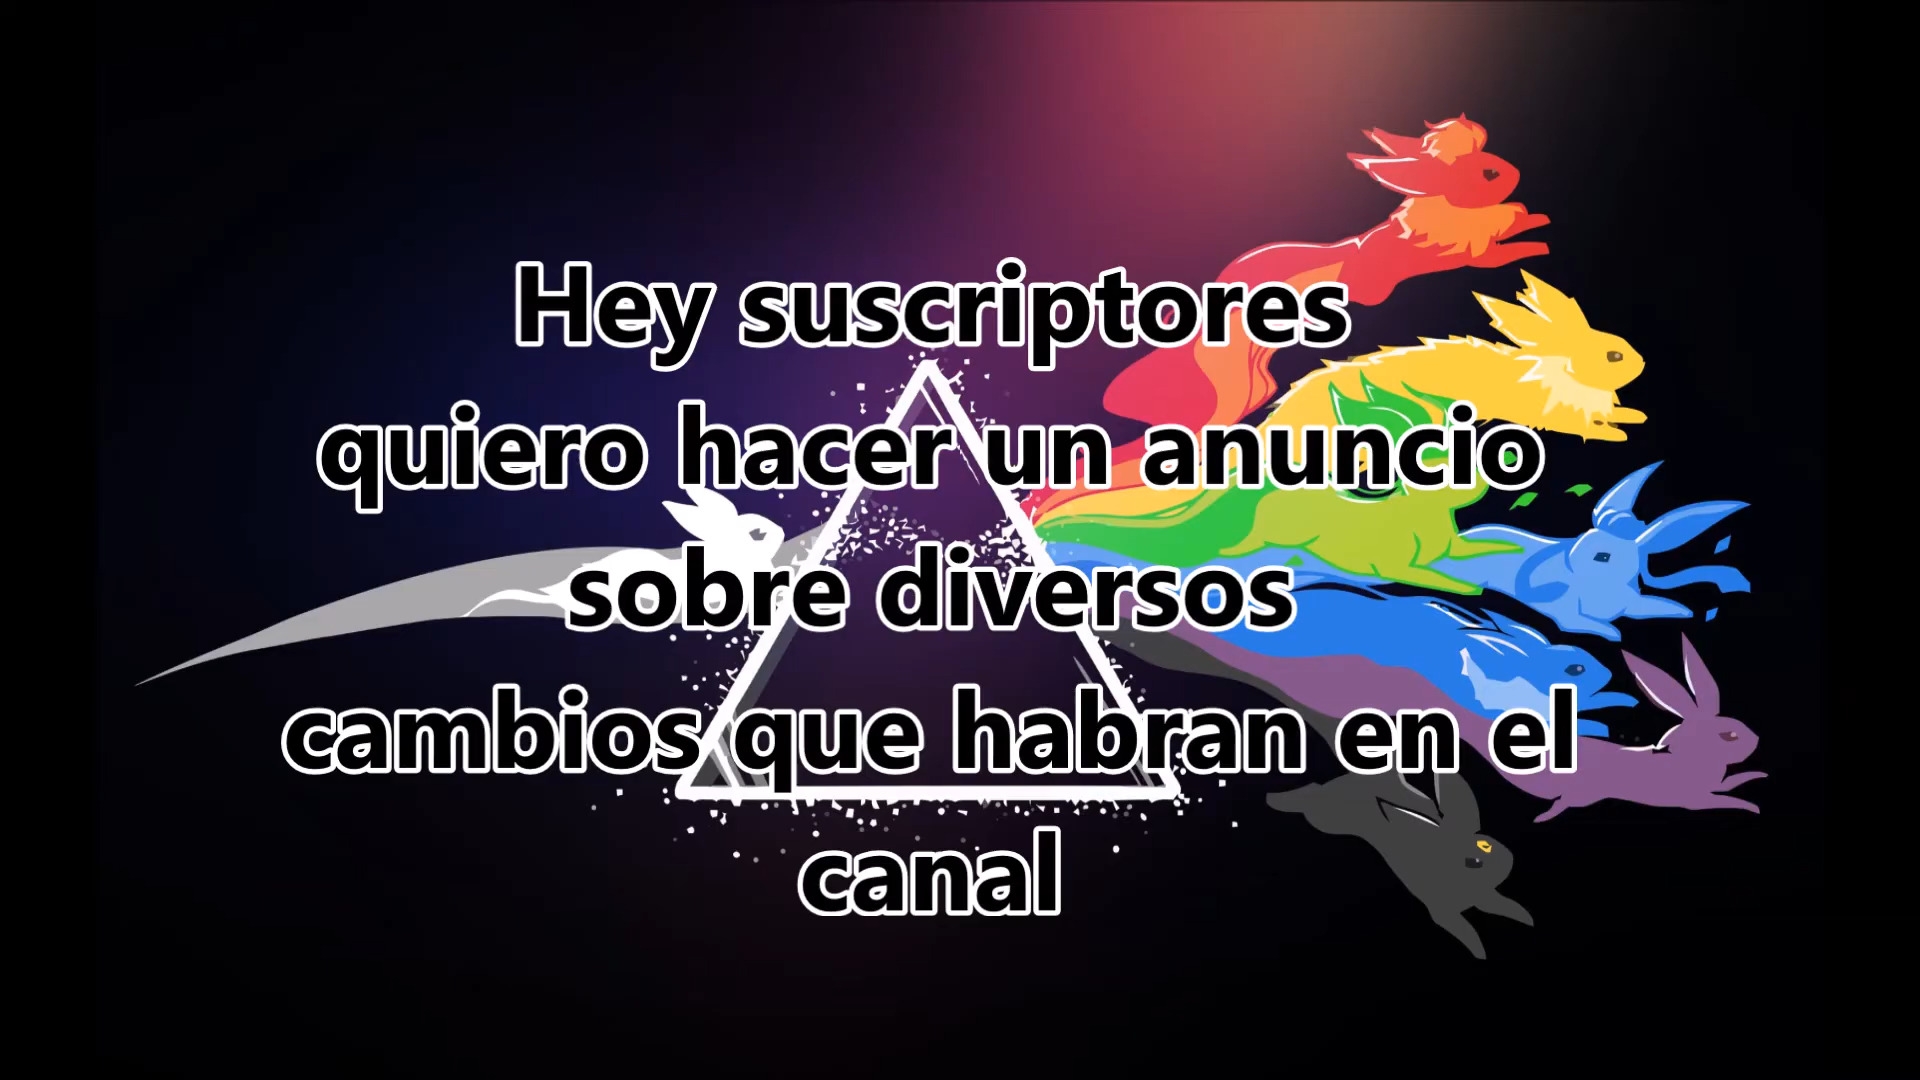 Hey suscriptores
quiero hacer un anuncio
sobre diversos
cambios que habran en el
canal